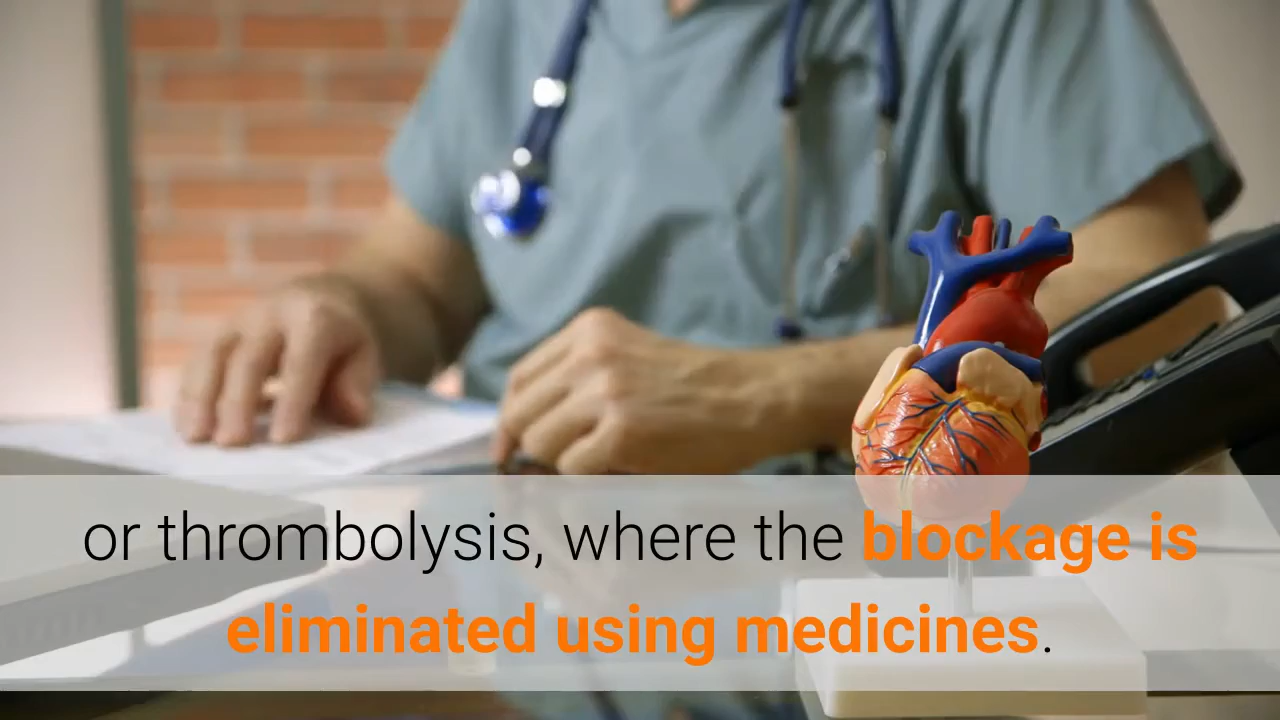 or thrombolysis, where the blockage is
eliminated using medicines.